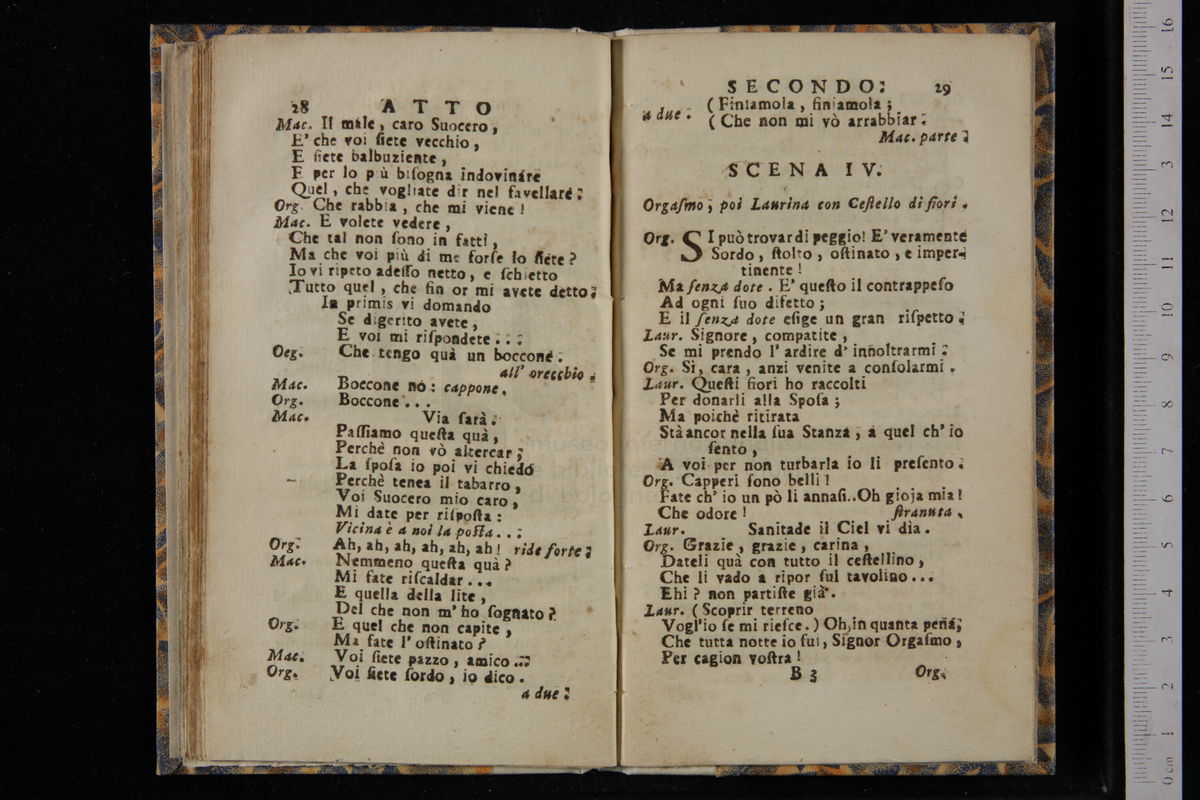 28 ATTO
Mac. Il male, caro Suocero,
E' che voi ſiete vecchio,
E ſiete balbuziente,
E per lo più biſogna indovinare
Quel, che vogliate dir nel favellare:
Org. Che rabbia, che mi viene!
Mac. E volete vedere,
Che tal non ſono in fatti,
Ma che voi più di me forſe lo ſiete?
Io vi ripeto adeſſo netto, e ſchietto
Tutto quel, che ſin or mi avete detto:
In primis vi domando
Se digerito avete,
E voi mi riſpondete...
Oeg. Che tengo quà un boccone.
all' orecchio.
Mac. Boccone nò: cappone.
Org. Boccone...
Mac. Via ſarà.
Paſſiamo queſta quà,
Perchè non vò altercar;
La ſpoſa io poi vi chiedo
Perchè tenea il tabarro,
Voi Suocero mio caro,
Mi date per riſpoſta:
Vicina è a noi la poſta...
Org. Ah, ah, ah, ah, ah, ah! ride forte:
Mac. Nemmeno queſta quà?
Mi fate riſcaldar...
E quella della lite,
Del che non m' ho ſognato?
Org. E quel che non capite,
Ma fate l' oſtinato?
Mac. Voi ſiete pazzo, amico...
Org. Voi ſiete ſordo, io dico.
a due:
SECONDO: 29
a due. (Finiamola, finiamola;
(Che non mi vò arrabbiar.
Mac. parte:
SCENA IV.
Orgaſmo, poi Laurina con Ceſtello di fiori.
Org. SI può trovar di peggio! E' veramente
Sordo, ſtolto, oſtinato, e imper-
tinente!
Ma ſenza dote. E' queſto il contrappeſo
Ad ogni ſuo difetto;
E il ſenza dote eſige un gran riſpetto.
Laur. Signore, compatite,
Se mi prendo l' ardire d' innoltrarmi.
Org. Sì, cara, anzi venite a conſolarmi.
Laur. Queſti fiori ho raccolti
Per donarli alla Spoſa;
Ma poichè ritirata
Stà ancor nella ſua Stanza, a quel ch' io
ſento,
A voi per non turbarla io li preſento.
Org. Capperi ſono belli!
Fate ch' io un pò li annaſi..Oh gioja mia!
Che odore! ſtranuta.
Laur. Sanitade il Ciel vi dia.
Org. Grazie, grazie, carina,
Dateli quà con tutto il ceſtellino,
Che li vado a ripor ſul tavolino...
Ehi? non partiſte già.
Laur. (Scoprir terreno
Vogl'io ſe mi rieſce.) Oh, in quanta pena,
Che tutta notte io fui, Signor Orgaſmo,
Per cagion voſtra!
B 3 Org.